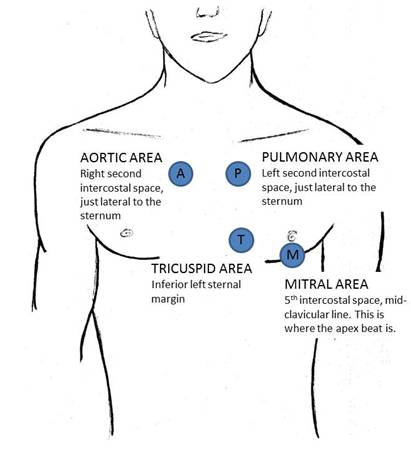 AORTIC AREA
Right second
intercostal space,
just lateral to the
sternum
A
P
PULMONARY AREA
Left second intercostal
space, just lateral to the
sternum
T
TRICUSPID AREA
Inferior left sternal
margin
M
MITRAL AREA
5th intercostal space, mid-
clavicular line. This is
where the apex beat is.